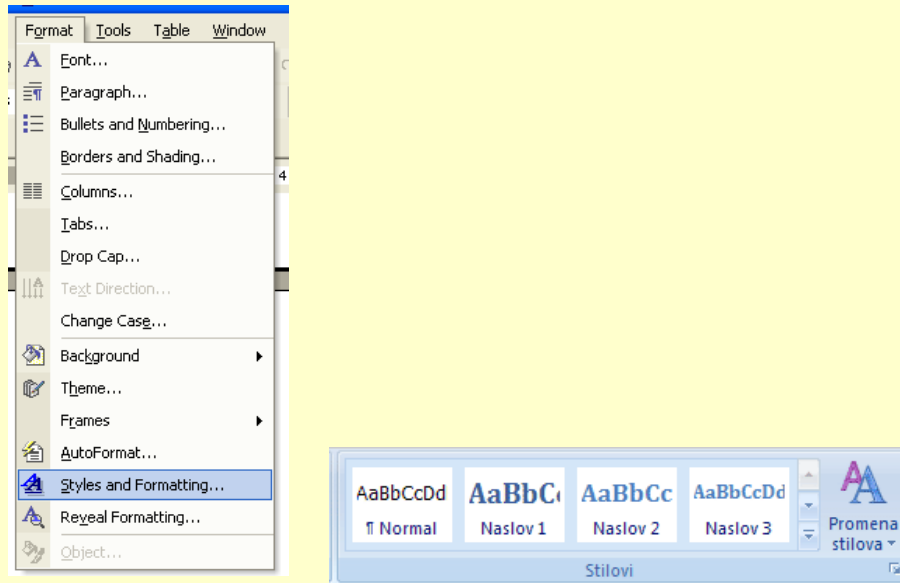 Format Tools Table Window
Font...
Paragraph...
Bullets and Numbering...
Borders and Shading...
4
Columns...
Tabs...
Drop Cap...
Text Direction...
Change Case...
Background
Theme...
Frames
AutoFormat...
Styles and Formatting...
Reveal Formatting...
Object...
AaBbCcDd AaBbC AaBbCc AaBbCcDd
¶ Normal Naslov 1 Naslov 2 Naslov 3
Promena
stilova
Stilovi